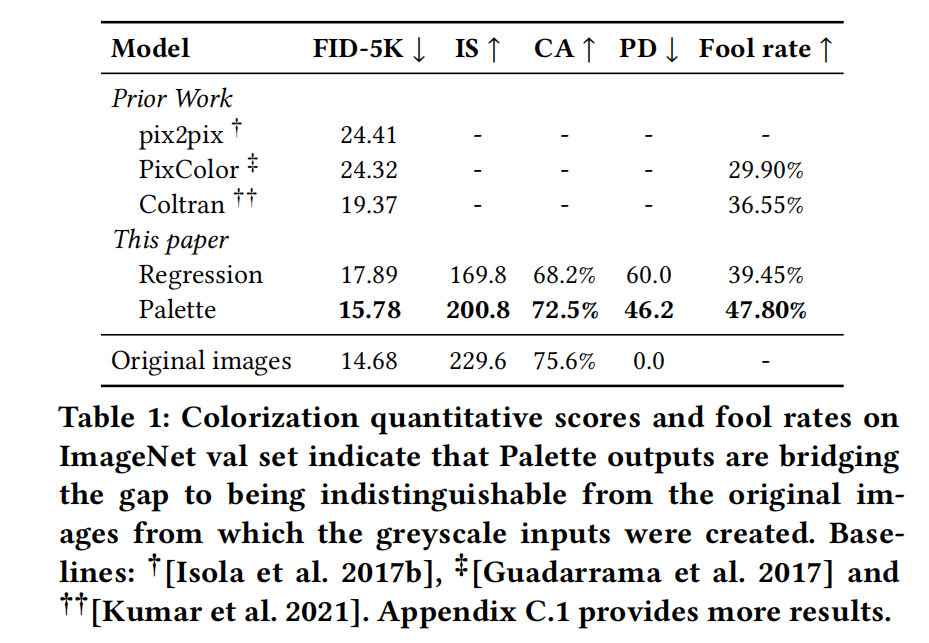 Model FID-5K ↓ IS ↑ CA ↑ PD ↓ Fool rate ↑
Prior Work
pix2pix † 24.41 - - - -
PixColor ‡ 24.32 - - - 29.90%
Coltran †† 19.37 - - - 36.55%
This paper
Regression 17.89 169.8 68.2% 60.0 39.45%
Palette 15.78 200.8 72.5% 46.2 47.80%
Original images 14.68 229.6 75.6% 0.0 -
Table 1: Colorization quantitative scores and fool rates on
ImageNet val set indicate that Palette outputs are bridging
the gap to being indistinguishable from the original im-
ages from which the greyscale inputs were created. Base-
lines: †[Isola et al. 2017b], ‡[Guadarrama et al. 2017] and
††[Kumar et al. 2021]. Appendix C.1 provides more results.